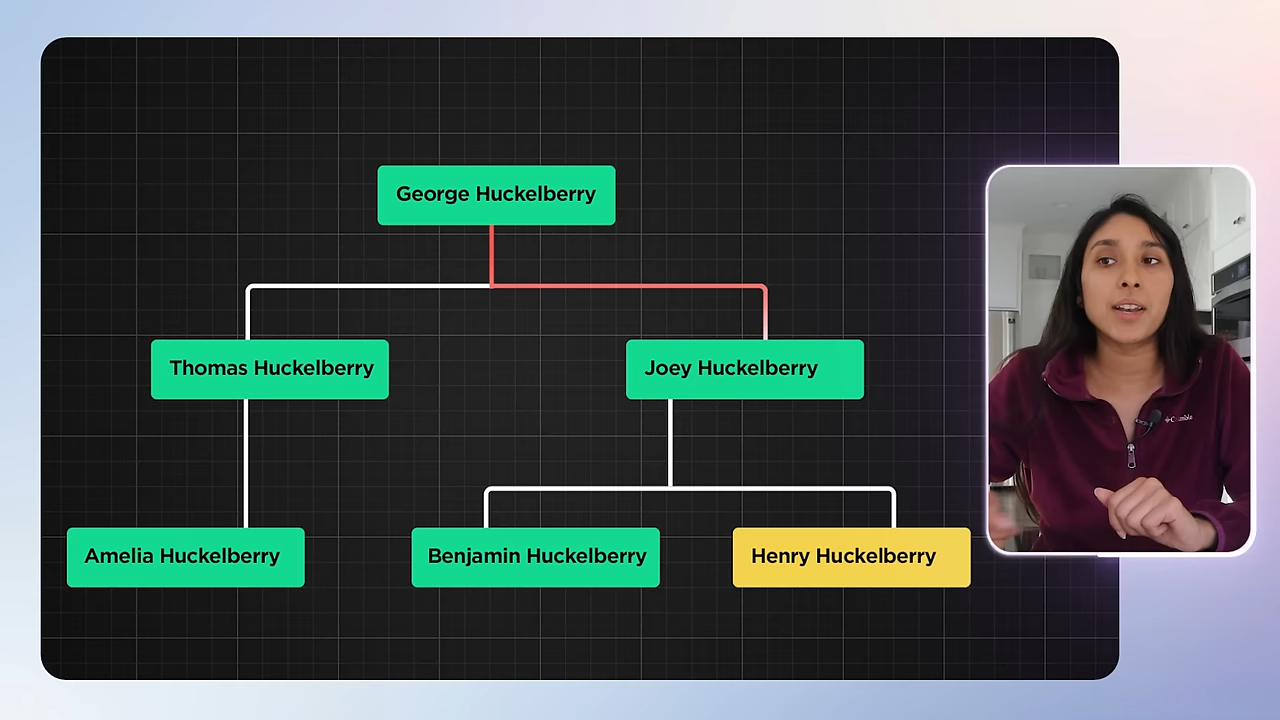 George Huckelberry
Thomas Huckelberry
Joey Huckelberry
Amelia Huckelberry
Benjamin Huckelberry
Henry Huckelberry